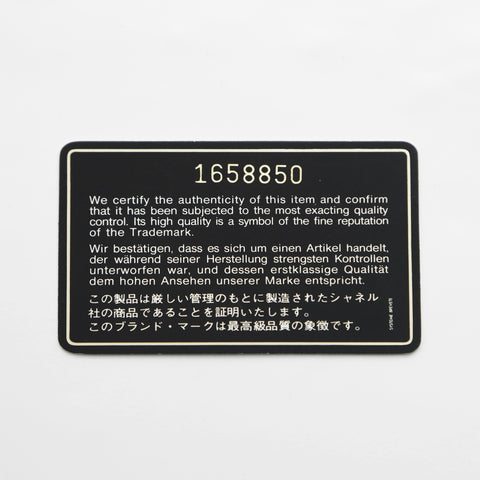 1658850
We certify the authenticity of this item and confirm
that it has been subjected to the most exacting quality
control. Its high quality is a symbol of the fine reputation
of the Trademark.
Wir bestätigen, dass es sich um einen Artikel handelt,
der während seiner Herstellung strengsten Kontrollen
unterworfen war, und dessen erstklassige Qualität
dem hohen Ansehen unserer Marke entspricht.
この製品は厳しい管理のもとに製造されたシャネル
社の商品であることを証明いたします。
このブランド・マークは最高級品質の象徴です。